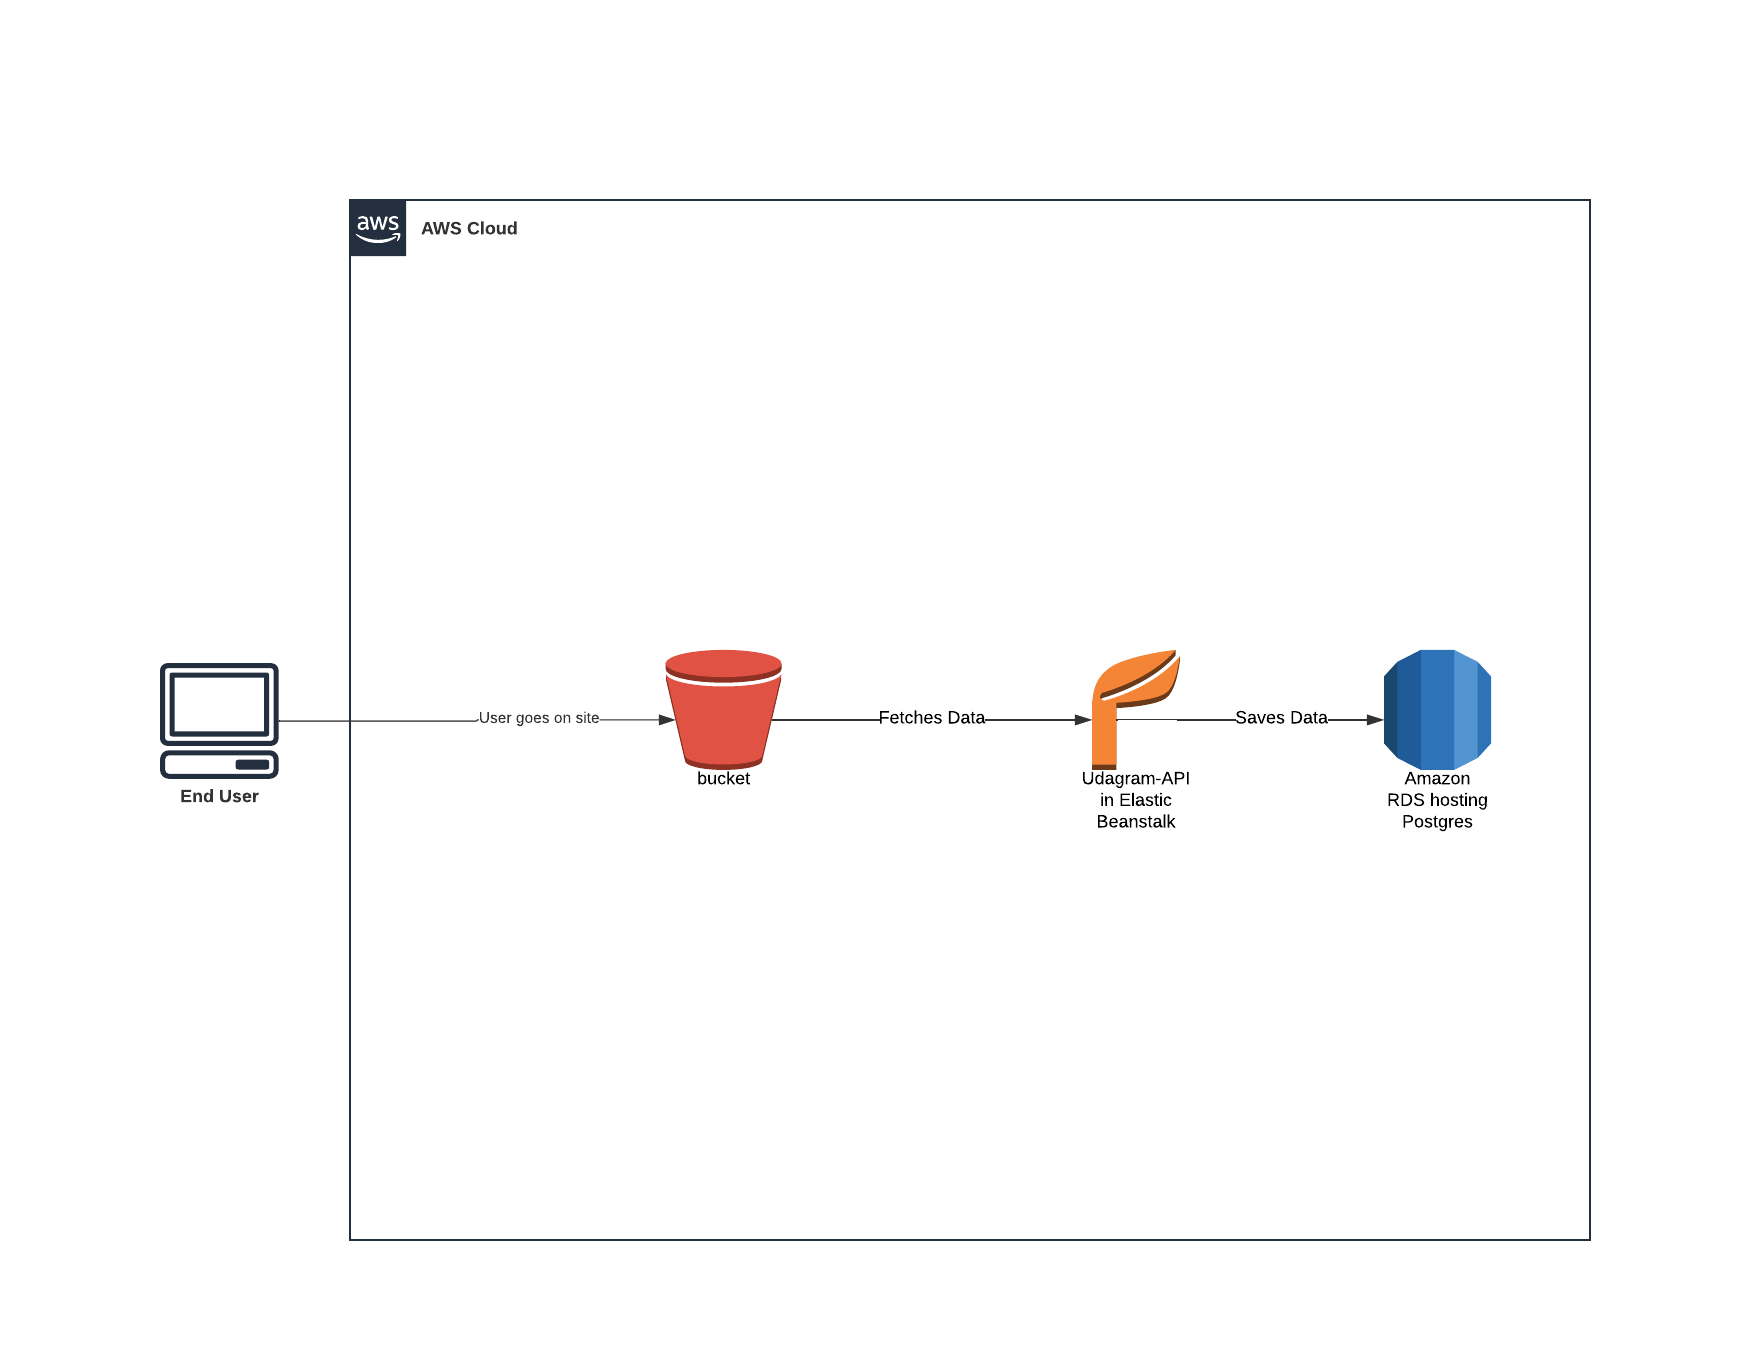 aws
AWS Cloud
User goes on site
Fetches Data
Saves Data
End User
bucket
Udagram-API
in Elastic
Beanstalk
Amazon
RDS hosting
Postgres